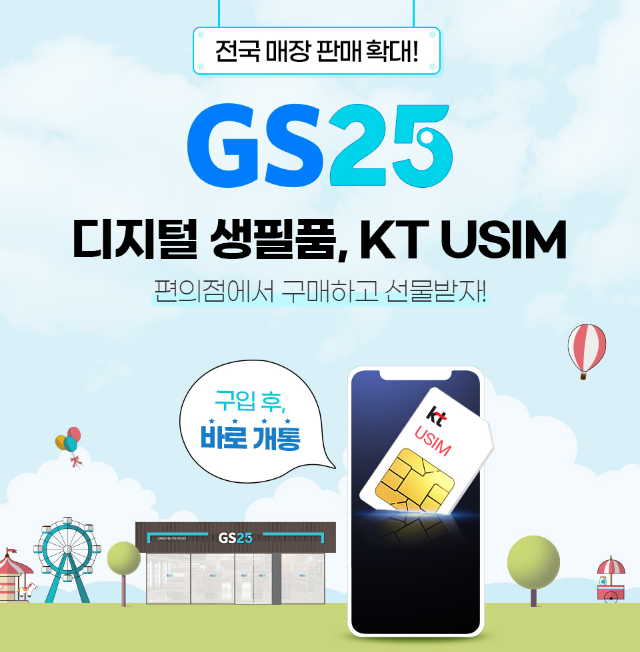 전국 매장 판매 확대!
GS25
디지털 생필품, KT USIM
편의점에서 구매하고 선물받자!
구입 후,
바로 개통
kt
USIM
GS25